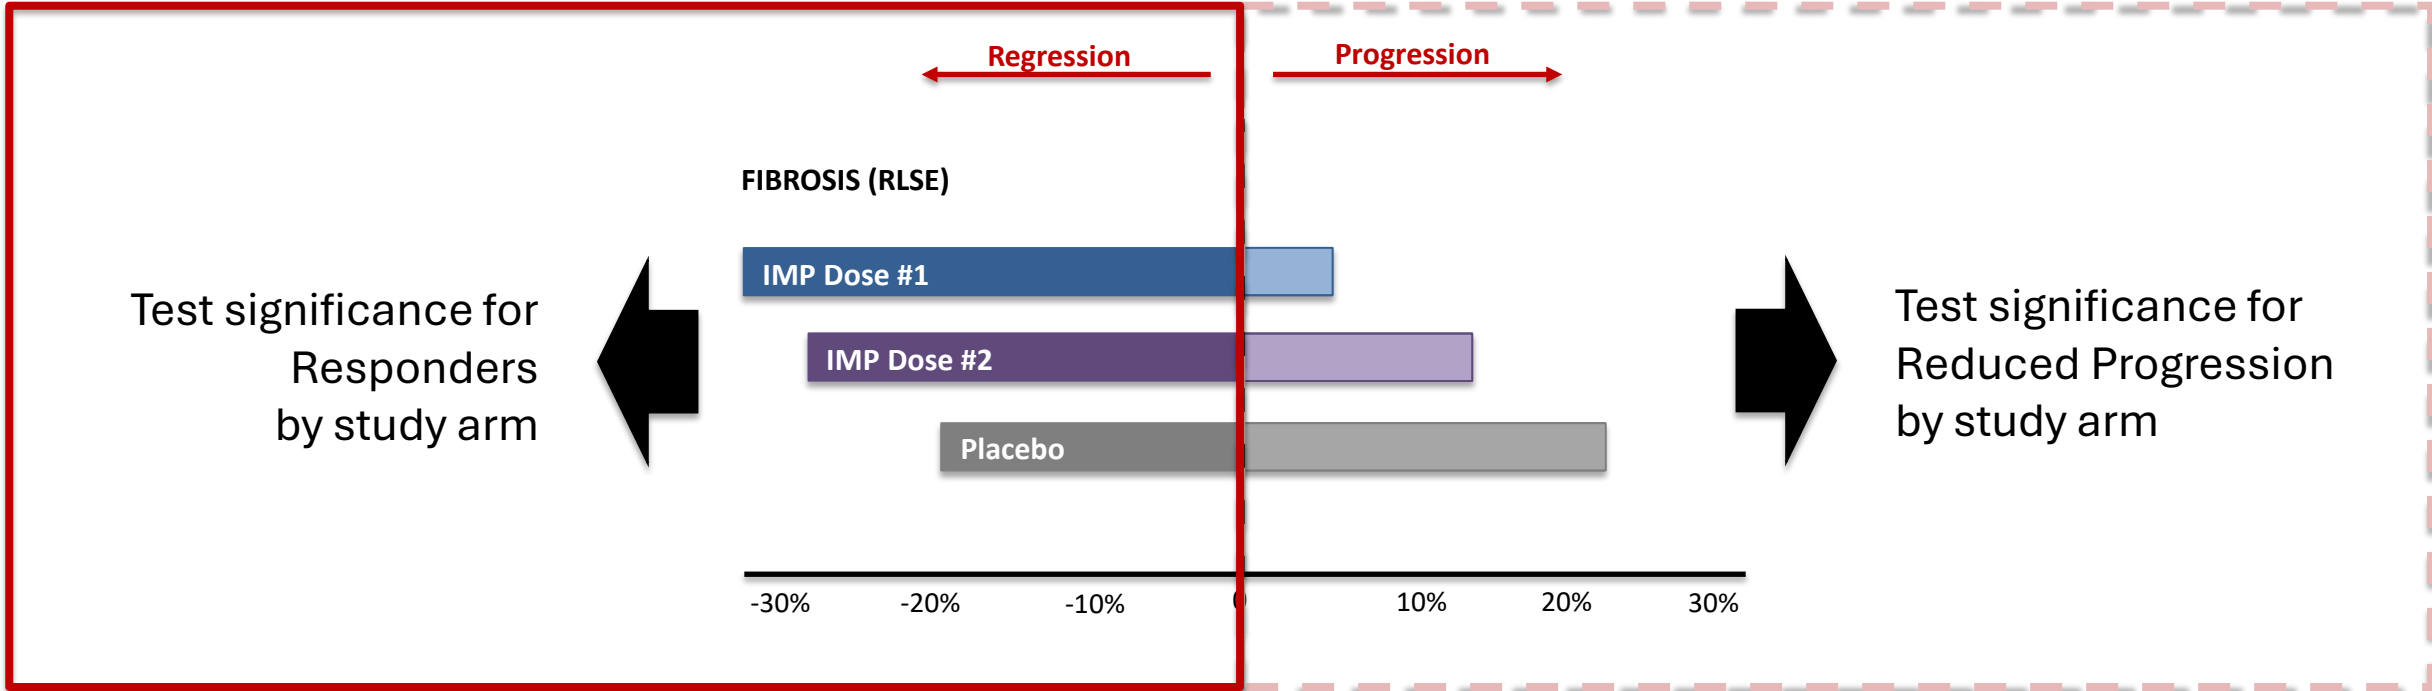 Regression
Progression
FIBROSIS (RLSE)
IMP Dose #1
IMP Dose #2
Placebo
Test significance for
Responders
by study arm
Test significance for
Reduced Progression
by study arm
-30%
-20%
-10%
0
10%
20%
30%